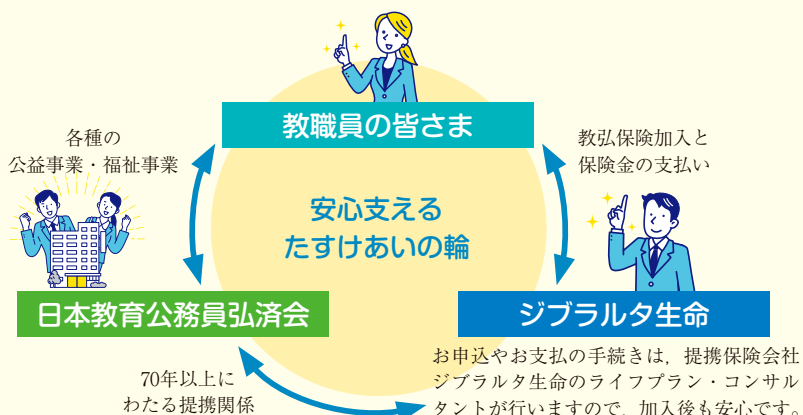 教職員の皆さま
各種の
公益事業・福祉事業
教弘保険加入と
保険金の支払い
安心支える
たすけあいの輪
日本教育公務員弘済会
ジブラルタ生命
70年以上に
わたる提携関係
お申込やお支払の手続きは，提携保険会社
ジブラルタ生命のライフプラン・コンサル
タントが行いますので，加入後も安心です。